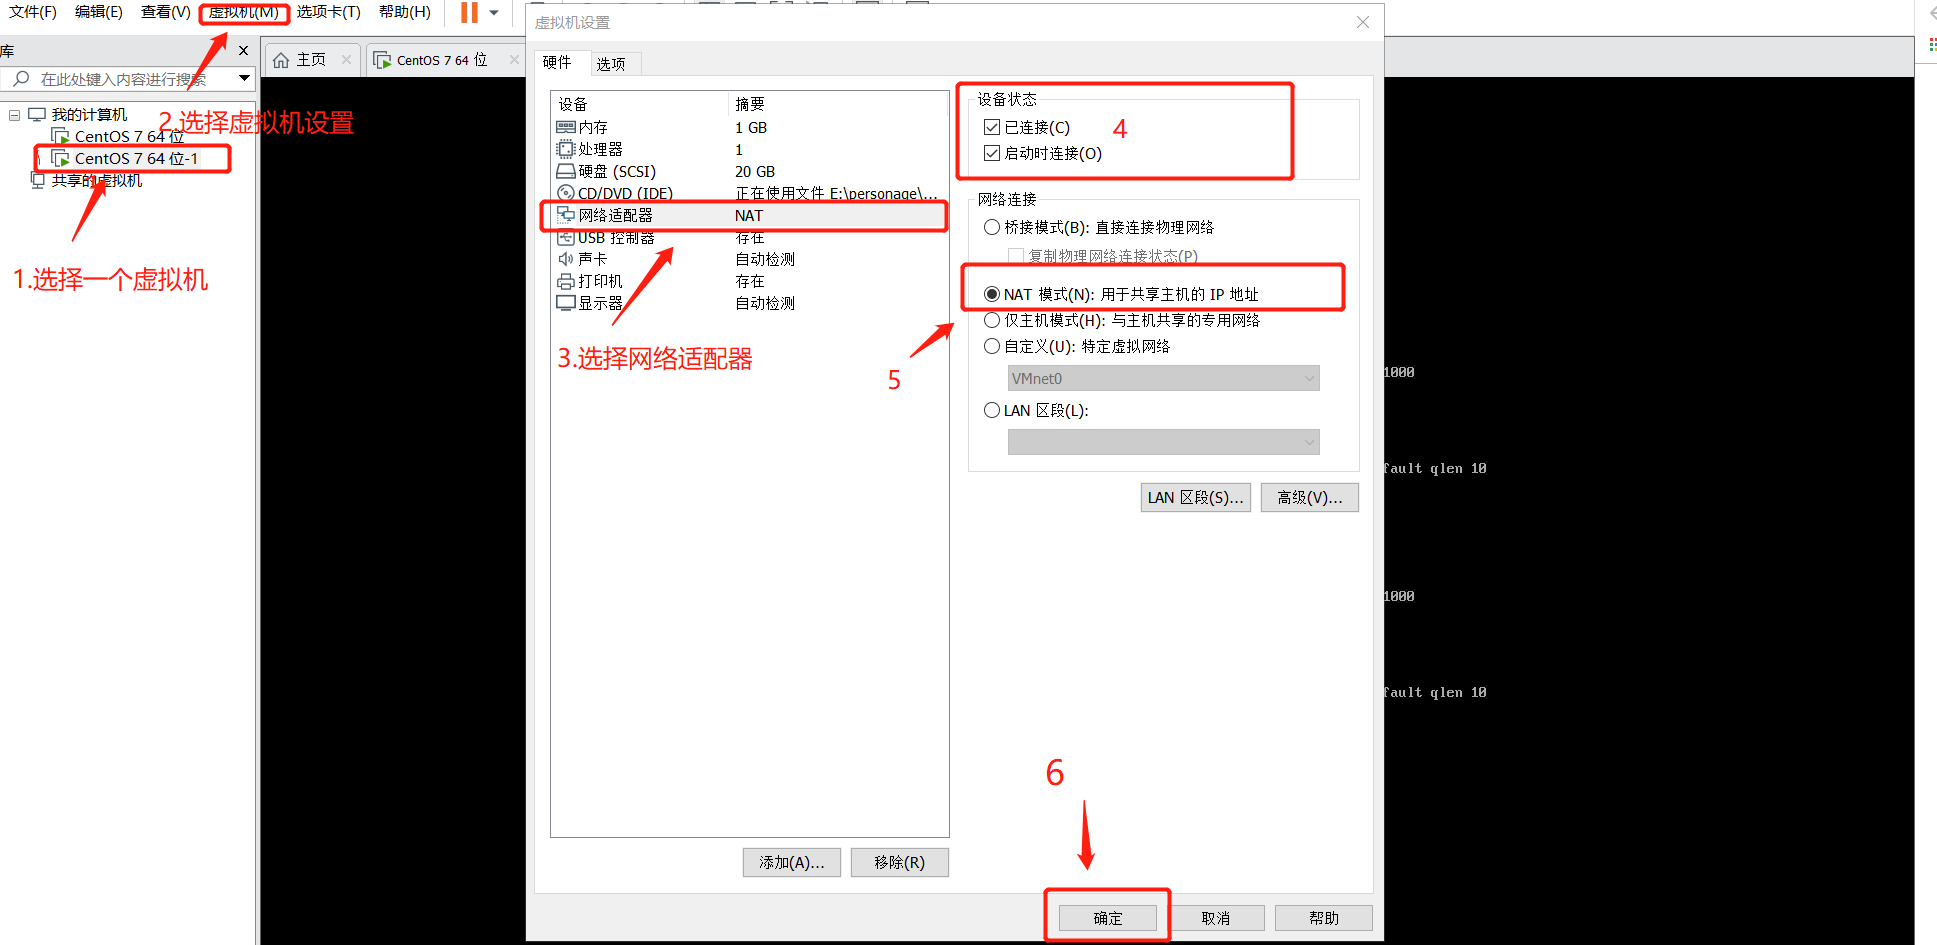 文件(F) 编辑(E) 查看(V) 虚拟机(M) 选项卡(T) 帮助(H)
虚拟机设置
库
主页
CentOS 7 64 位
硬件
选项
在此处键入内容进行搜索
我的计算机
2.选择虚拟机设置
CentOS 7 64 位
CentOS 7 64 位-1
共享的虚拟机
1.选择一个虚拟机
设备 摘要
内存 1 GB
处理器 1
硬盘 (SCSI) 20 GB
CD/DVD (IDE) 正在使用文件 E:\personage\...
网络适配器 NAT
USB 控制器 存在
声卡 自动检测
打印机 存在
显示器 自动检测
3.选择网络适配器
设备状态
已连接(C)
4
启动时连接(O)
网络连接
桥接模式(B): 直接连接物理网络
复制物理网络连接状态(P)
NAT 模式(N): 用于共享主机的 IP 地址
仅主机模式(H): 与主机共享的专用网络
自定义(U): 特定虚拟网络
5
VMnet0
LAN 区段(L):
LAN 区段(S)...
高级(V)...
1000
fault qlen 10
1000
fault qlen 10
6
添加(A)...
移除(R)
确定
取消
帮助